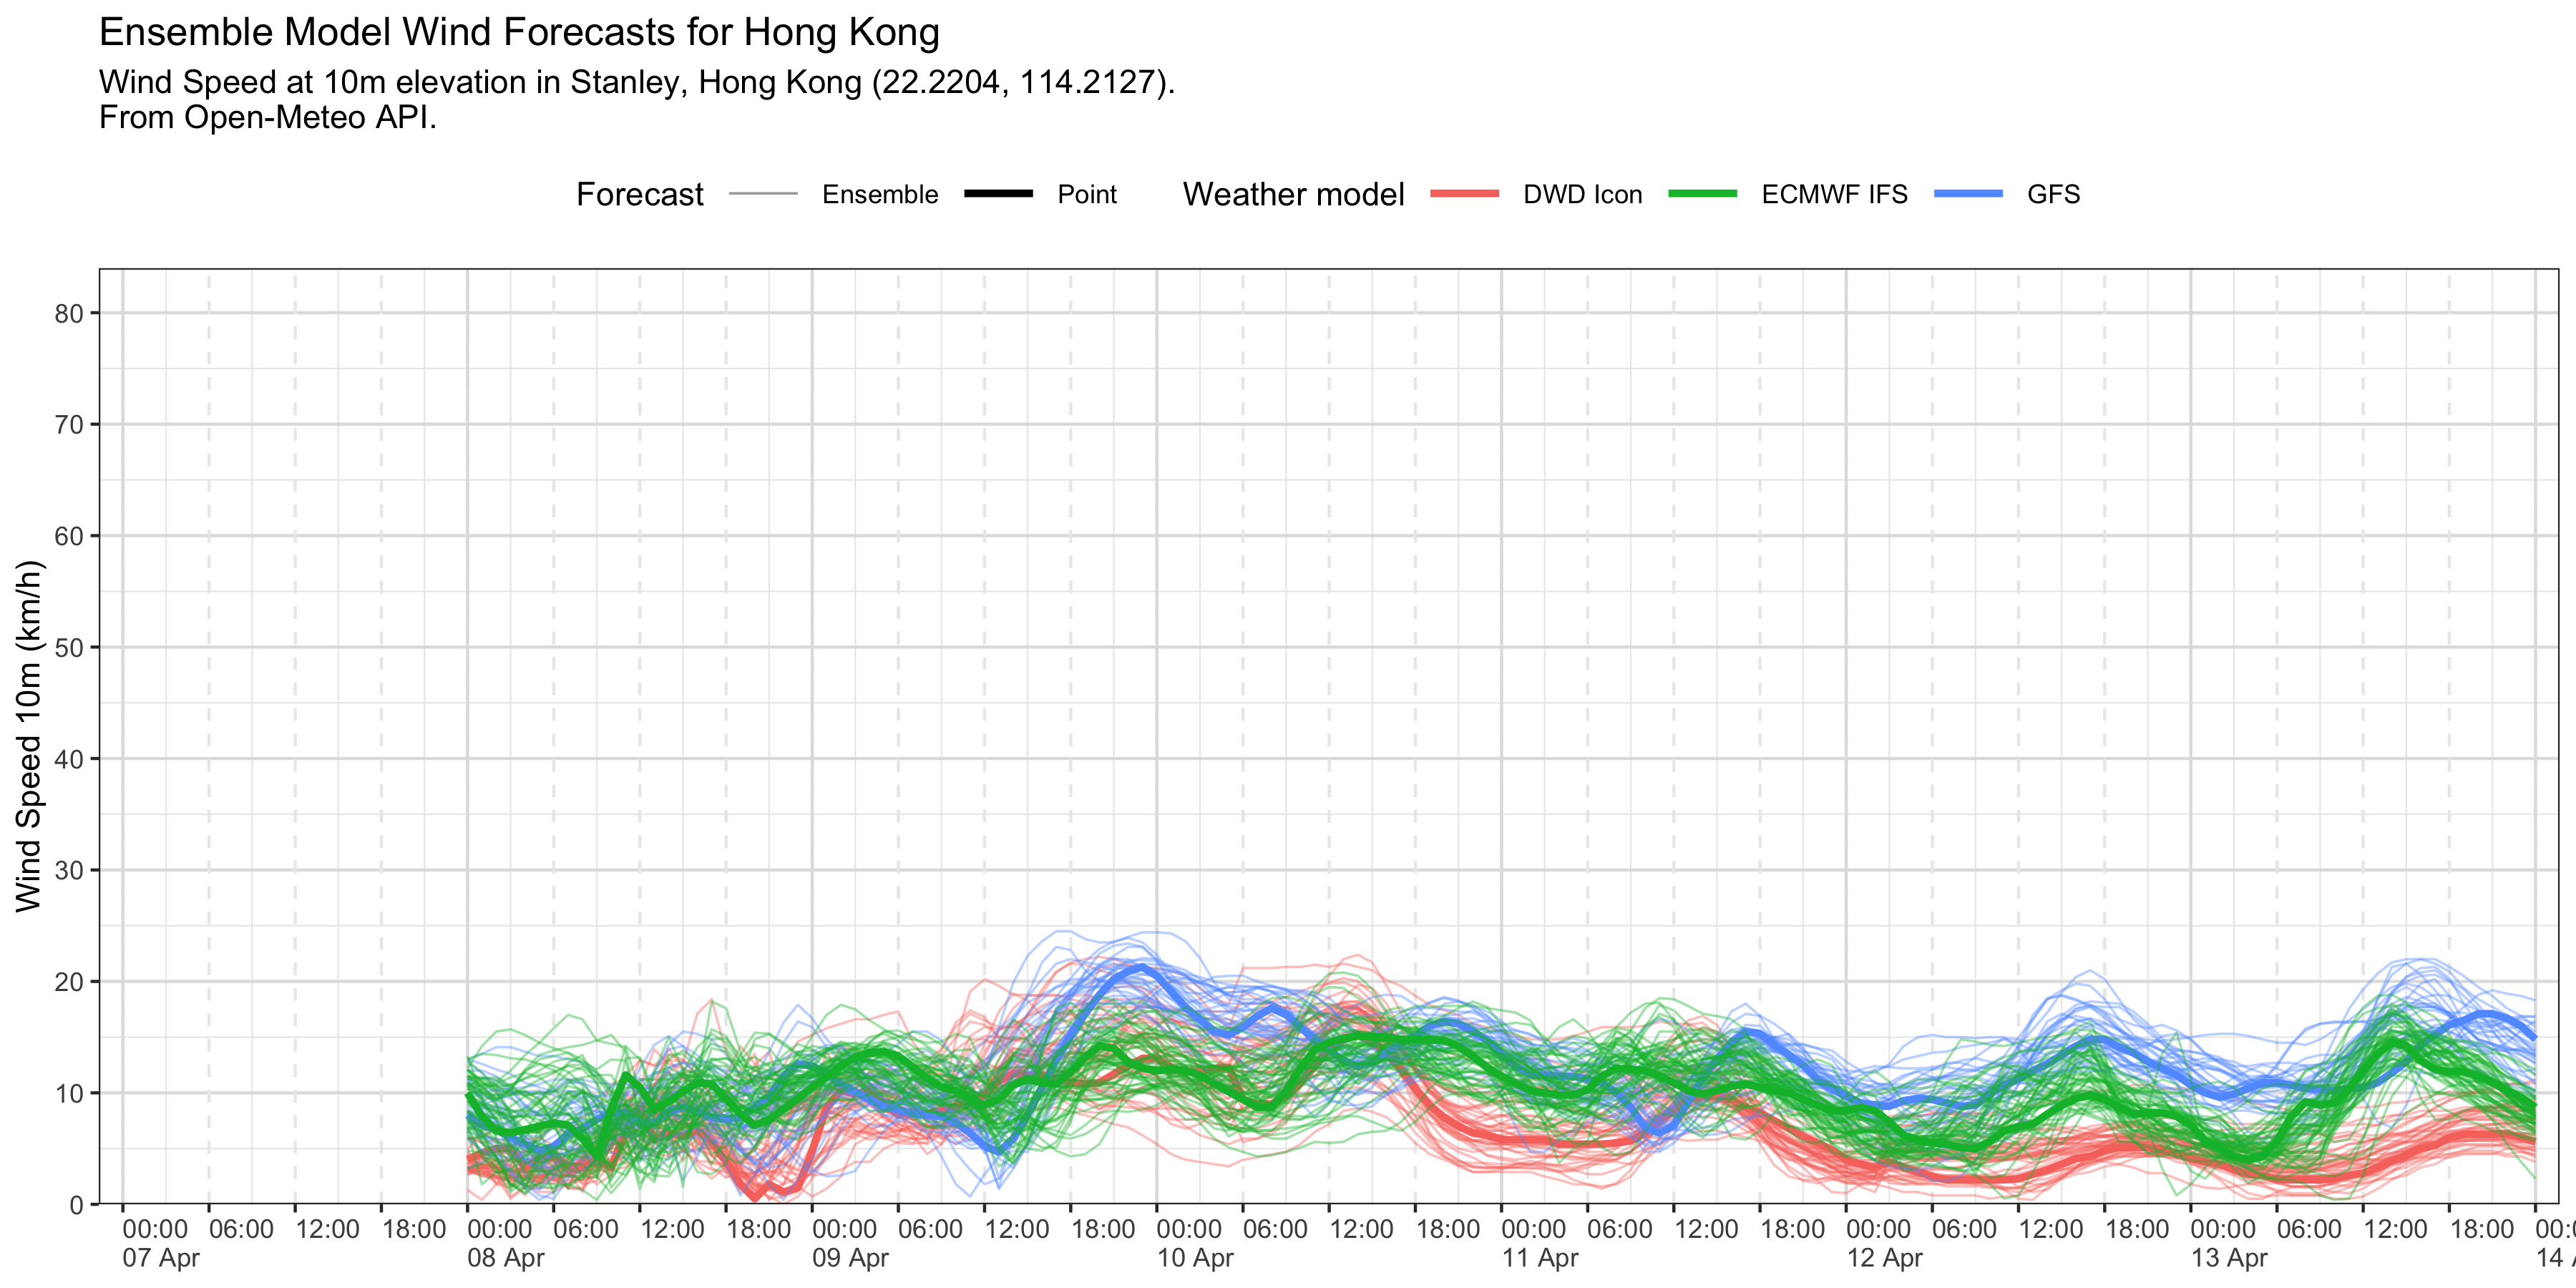 Ensemble Model Wind Forecasts for Hong Kong
Wind Speed at 10m elevation in Stanley, Hong Kong (22.2204, 114.2127).
From Open-Meteo API.
Forecast Ensemble Point Weather model DWD Icon ECMWF IFS GFS
Wind Speed 10m (km/h)
80
70
60
50
40
30
20
10
0
00:00 06:00 12:00 18:00 00:00 06:00 12:00 18:00 00:00 06:00 12:00 18:00 00:00 06:00 12:00 18:00 00:00 06:00 12:00 18:00 00:00 06:00 12:00 18:00 00:00 06:00 12:00 18:00 00:0
07 Apr 08 Apr 09 Apr 10 Apr 11 Apr 12 Apr 13 Apr 14 A